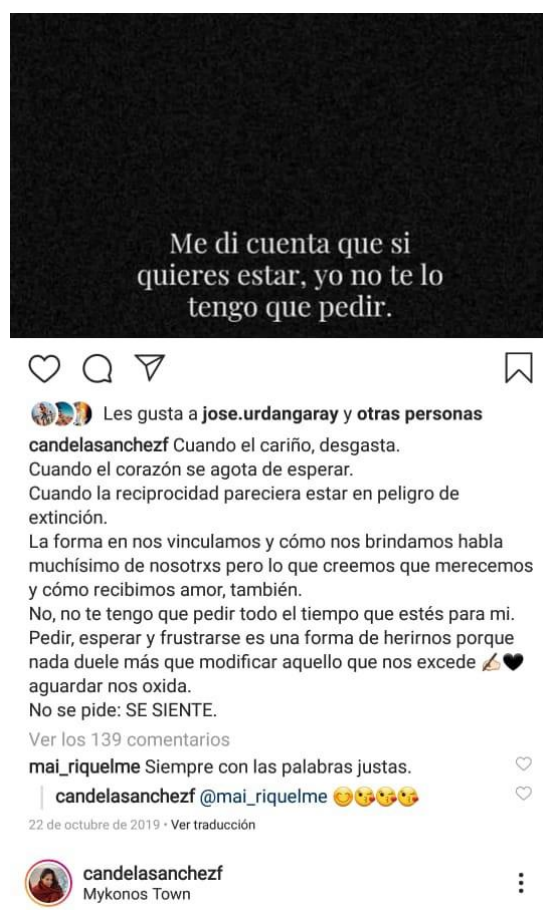 Me di cuenta que si
quieres estar, yo no te lo
tengo que pedir.
Les gusta a jose.urdangaray y otras personas
candelasanchezf Cuando el cariño, desgasta.
Cuando el corazón se agota de esperar.
Cuando la reciprocidad pareciera estar en peligro de
extinción.
La forma en nos vinculamos y cómo nos brindamos habla
muchísimo de nosotrxs pero lo que creemos que merecemos
y cómo recibimos amor, también.
No, no te tengo que pedir todo el tiempo que estés para mi.
Pedir, esperar y frustrarse es una forma de herirnos porque
nada duele más que modificar aquello que nos excede ✍🏻🖤
aguardar nos oxida.
No se pide: SE SIENTE.
Ver los 139 comentarios
mai_riquelme Siempre con las palabras justas.
candelasanchezf @mai_riquelme 😊😘😘😘
22 de octubre de 2019 · Ver traducción
candelasanchezf
Mykonos Town